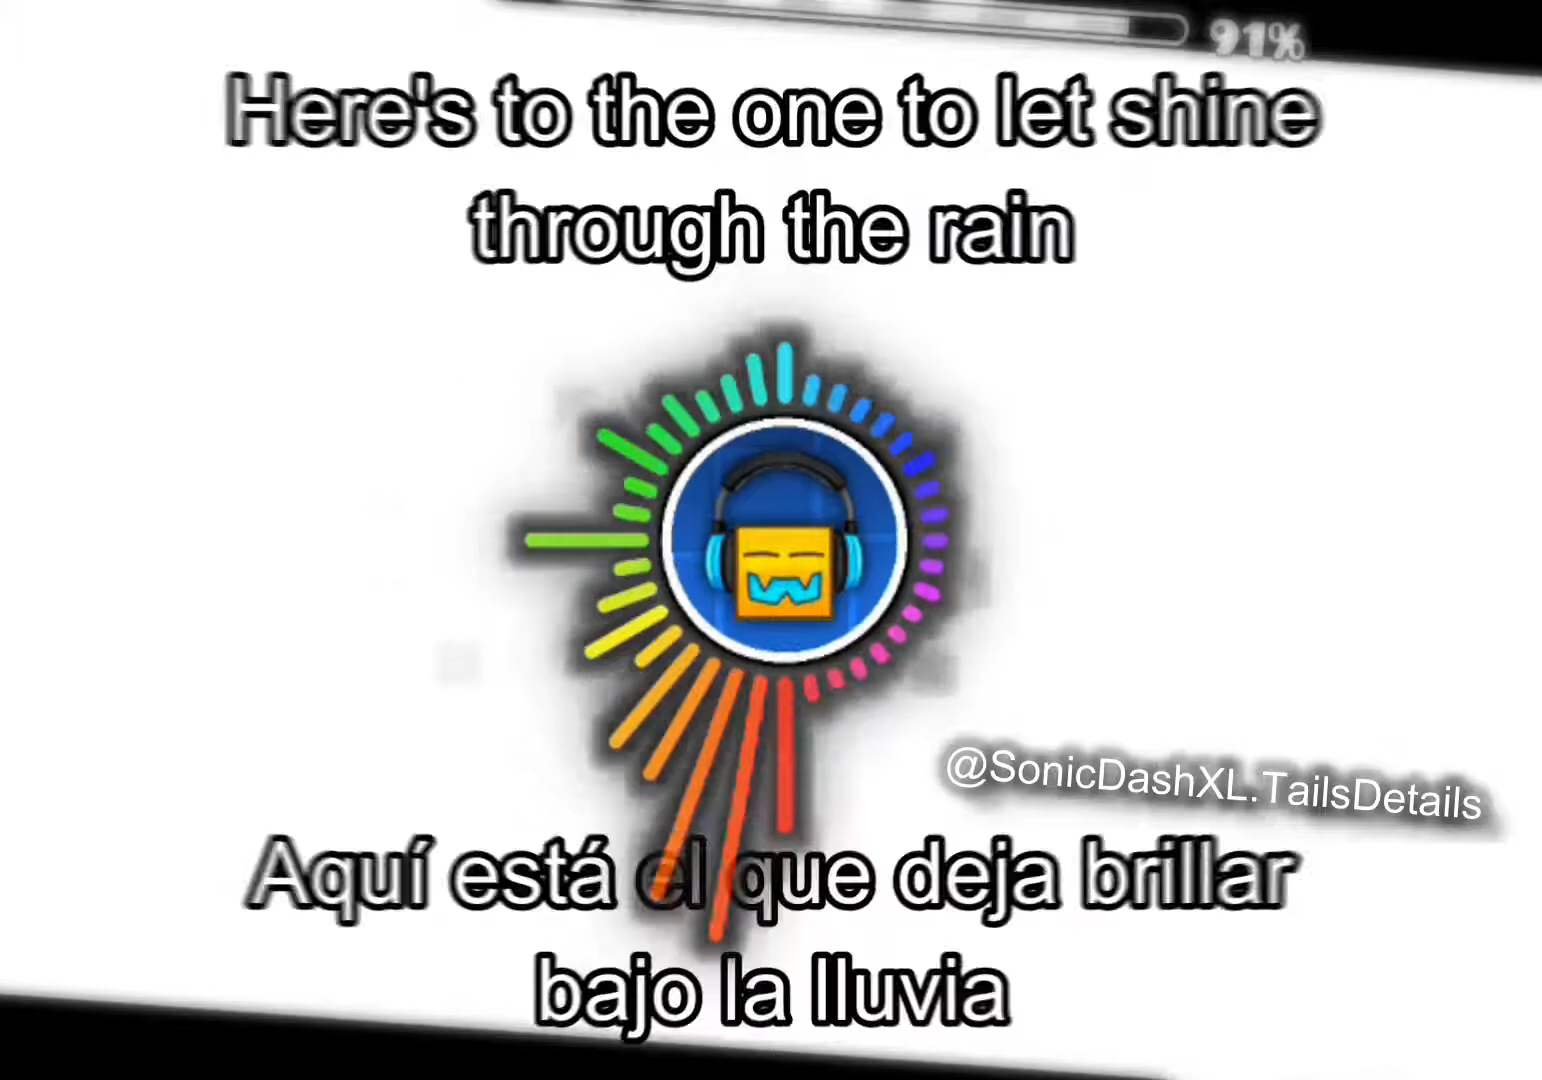 91%
Here's to the one to let shine
through the rain
@SonicDashXL.TailsDetails
Aquí está el que deja brillar
bajo la lluvia